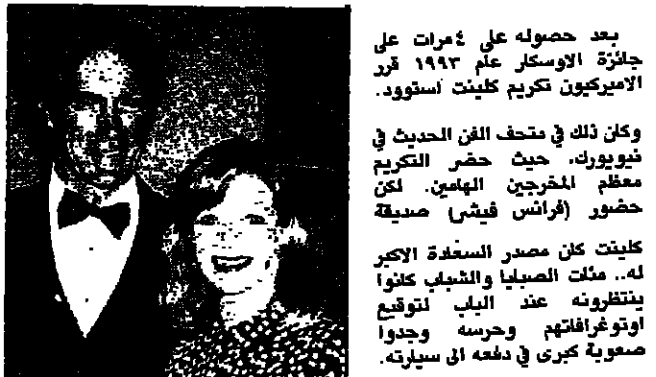 بعد حصوله على ٤ مرات على
جائزة الاوسكار عام ١٩٩٣ قرر
الاميركيون تكريم كلينت استوود.
وكان ذلك في متحف الفن الحديث في
نيويورك، حيث حضر التكريم
معظم المخرجين الهامين. لكن
حضور (فرانس فيشر) صديقة
كلينت كان مصدر السعادة الاكبر
له.. مئات الصبايا والشباب كانوا
ينتظرونه عند الباب لتوقيع
اوتوغرافاتهم وحرسه وجدوا
صعوبة كبرى في دفعه الى سيارته.